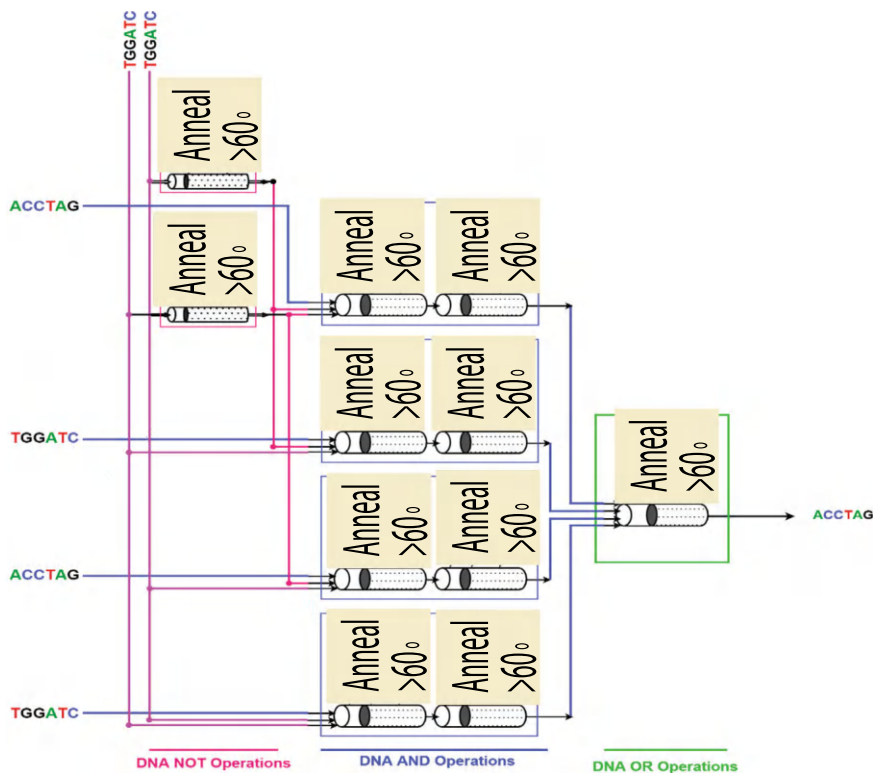 TGGATC
TGGATC
Anneal
>60°
ACCTAG
Anneal
>60°
Anneal
>60°
Anneal
>60°
Anneal
>60°
Anneal
>60°
TGGATC
Anneal
>60°
ACCTAG
Anneal
>60°
Anneal
>60°
ACCTAG
Anneal
>60°
Anneal
>60°
TGGATC
DNA NOT Operations
DNA AND Operations
DNA OR Operations